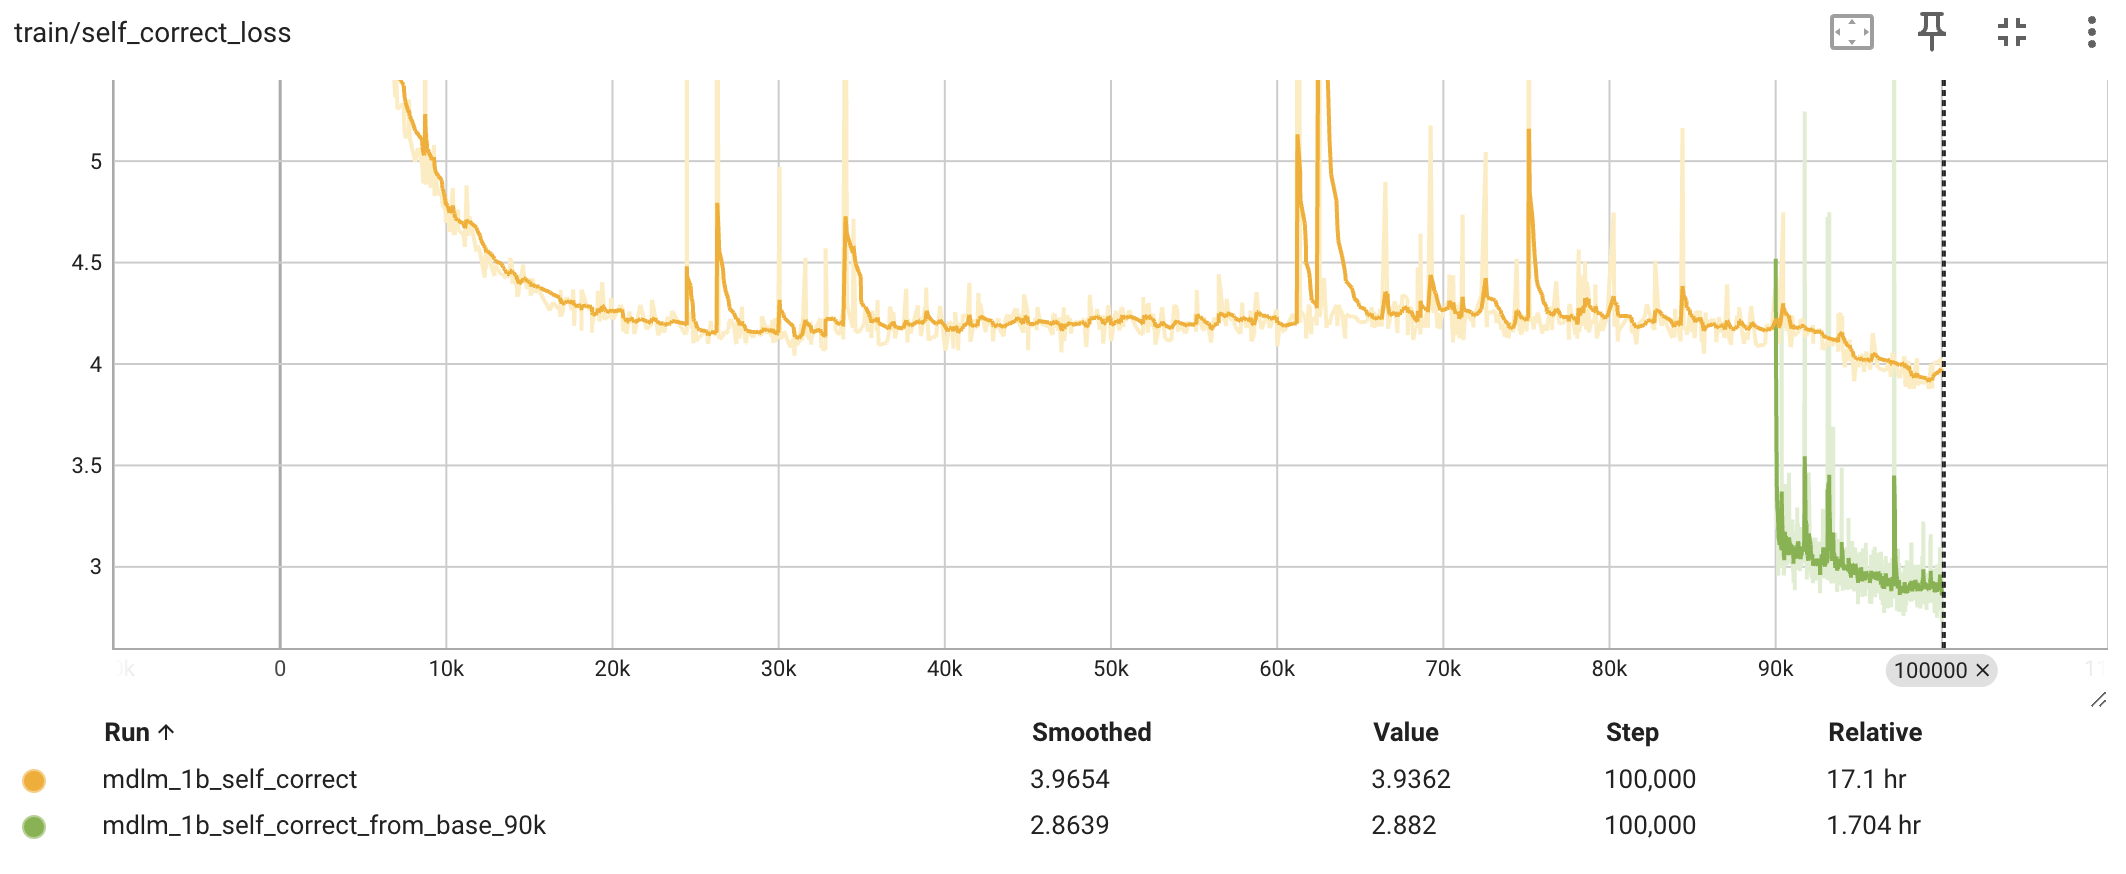 train/self_correct_loss
5
4.5
4
3.5
3
0 10k 20k 30k 40k 50k 60k 70k 80k 90k 100000 ×
Run ↑ Smoothed Value Step Relative
mdlm_1b_self_correct 3.9654 3.9362 100,000 17.1 hr
mdlm_1b_self_correct_from_base_90k 2.8639 2.882 100,000 1.704 hr